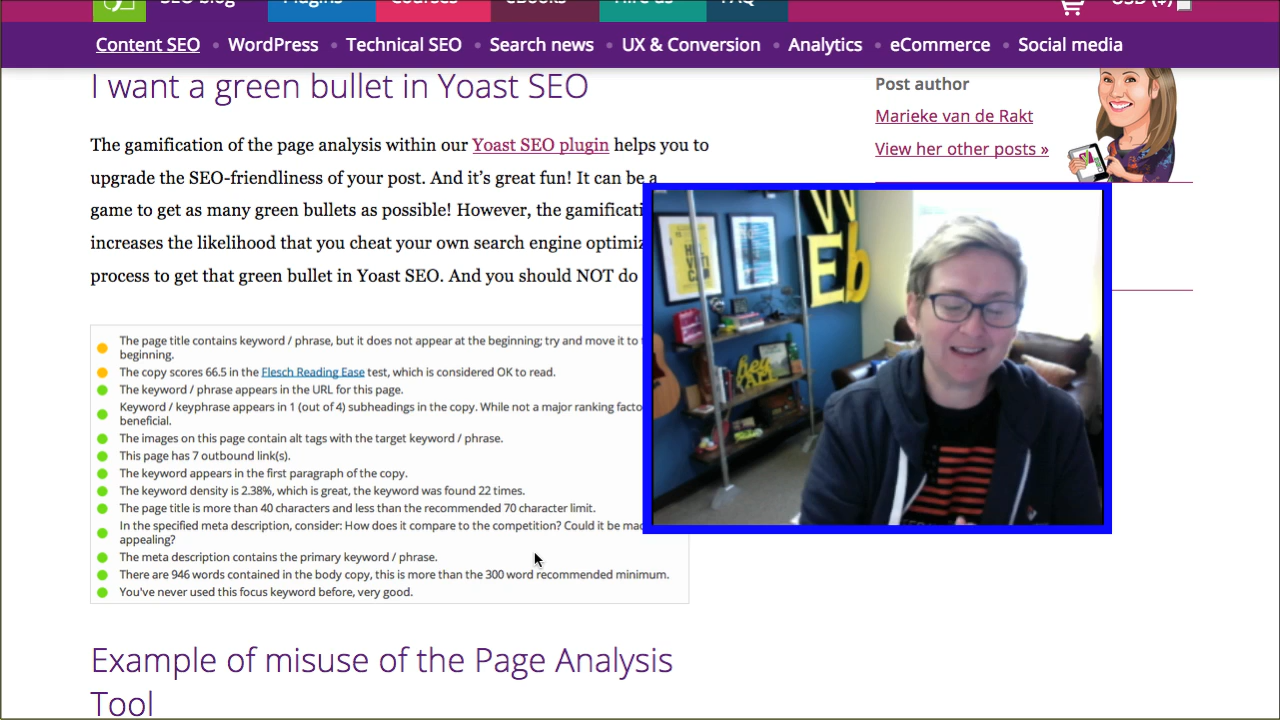 SEO blog Plugins Courses eBooks Hire us FAQ USD ($)
Content SEO • WordPress • Technical SEO • Search news • UX & Conversion • Analytics • eCommerce • Social media
I want a green bullet in Yoast SEO
The gamification of the page analysis within our Yoast SEO plugin helps you to
upgrade the SEO-friendliness of your post. And it’s great fun! It can be a
game to get as many green bullets as possible! However, the
increases the likelihood that you cheat your own search engine
process to get that green bullet in Yoast SEO. And you should NOT do
The page title contains keyword / phrase, but it does not appear at the beginning; try and move it to
beginning.
The copy scores 66.5 in the Flesch Reading Ease test, which is considered OK to read.
The keyword / phrase appears in the URL for this page.
Keyword / keyphrase appears in 1 (out of 4) subheadings in the copy. While not a major ranking
beneficial.
The images on this page contain alt tags with the target keyword / phrase.
This page has 7 outbound link(s).
The keyword appears in the first paragraph of the copy.
The keyword density is 2.38%, which is great, the keyword was found 22 times.
The page title is more than 40 characters and less than the recommended 70 character limit.
In the specified meta description, consider: How does it compare to the competition? Could it be
appealing?
The meta description contains the primary keyword / phrase.
There are 946 words contained in the body copy, this is more than the 300 word recommended minimum.
You've never used this focus keyword before, very good.
Example of misuse of the Page Analysis
Tool
Post author
Marieke van de Rakt
View her other posts »
W
Eb
hey
Y'ALL